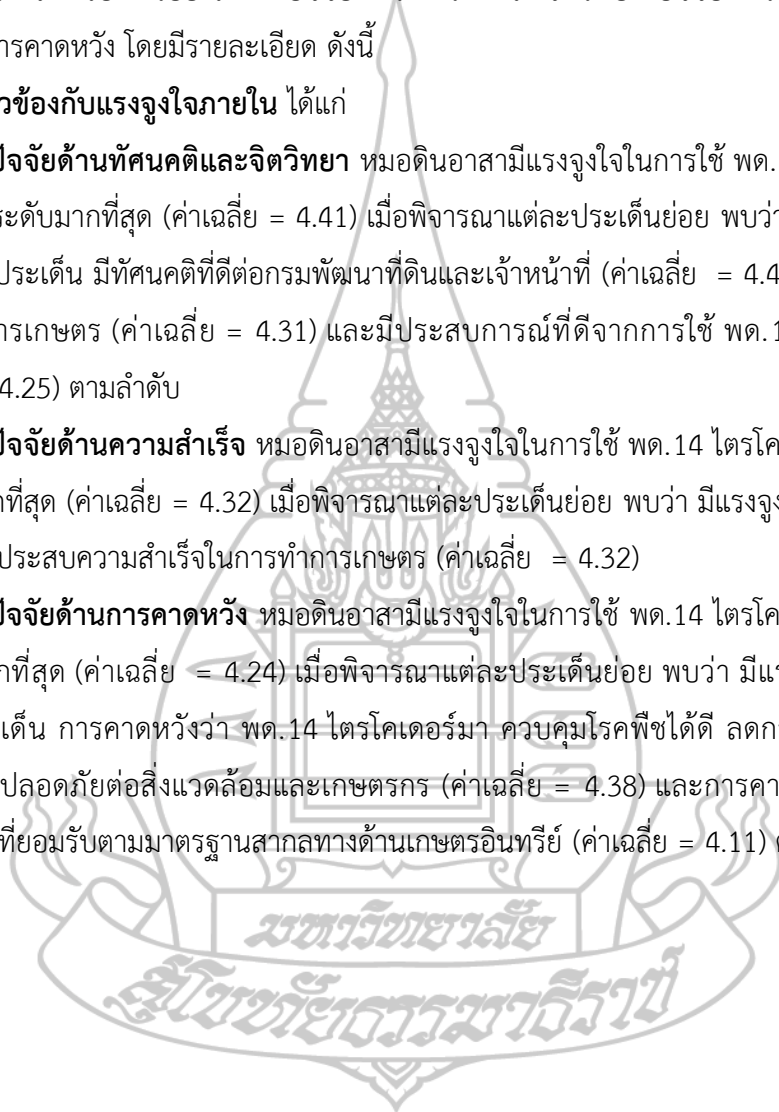 ารคาดหวัง โดยมีรายละเอียด ดังนี้
วข้องกับแรงจูงใจภายใน ได้แก่
ปัจจัยด้านทัศนคติและจิตวิทยา หมอดินอาสามีแรงจูงใจในการใช้ พด.
ระดับมากที่สุด (ค่าเฉลี่ย = 4.41) เมื่อพิจารณาแต่ละประเด็นย่อย พบว่า
ประเด็น มีทัศนคติที่ดีต่อกรมพัฒนาที่ดินและเจ้าหน้าที่ (ค่าเฉลี่ย = 4.4
ารเกษตร (ค่าเฉลี่ย = 4.31) และมีประสบการณ์ที่ดีจากการใช้ พด.1
4.25) ตามลำดับ
ปัจจัยด้านความสำเร็จ หมอดินอาสามีแรงจูงใจในการใช้ พด.14 ไตรโค
กที่สุด (ค่าเฉลี่ย = 4.32) เมื่อพิจารณาแต่ละประเด็นย่อย พบว่า มีแรงจูง
ประสบความสำเร็จในการทำการเกษตร (ค่าเฉลี่ย = 4.32)
ปัจจัยด้านการคาดหวัง หมอดินอาสามีแรงจูงใจในการใช้ พด.14 ไตรโค
กที่สุด (ค่าเฉลี่ย = 4.24) เมื่อพิจารณาแต่ละประเด็นย่อย พบว่า มีแร
เด็น การคาดหวังว่า พด.14 ไตรโคเดอร์มา ควบคุมโรคพืชได้ดี ลดก
ปลอดภัยต่อสิ่งแวดล้อมและเกษตรกร (ค่าเฉลี่ย = 4.38) และการคา
ที่ยอมรับตามมาตรฐานสากลทางด้านเกษตรอินทรีย์ (ค่าเฉลี่ย = 4.11)
มหาวิทยาลัย
สุโขทัยธรรมาธิราช